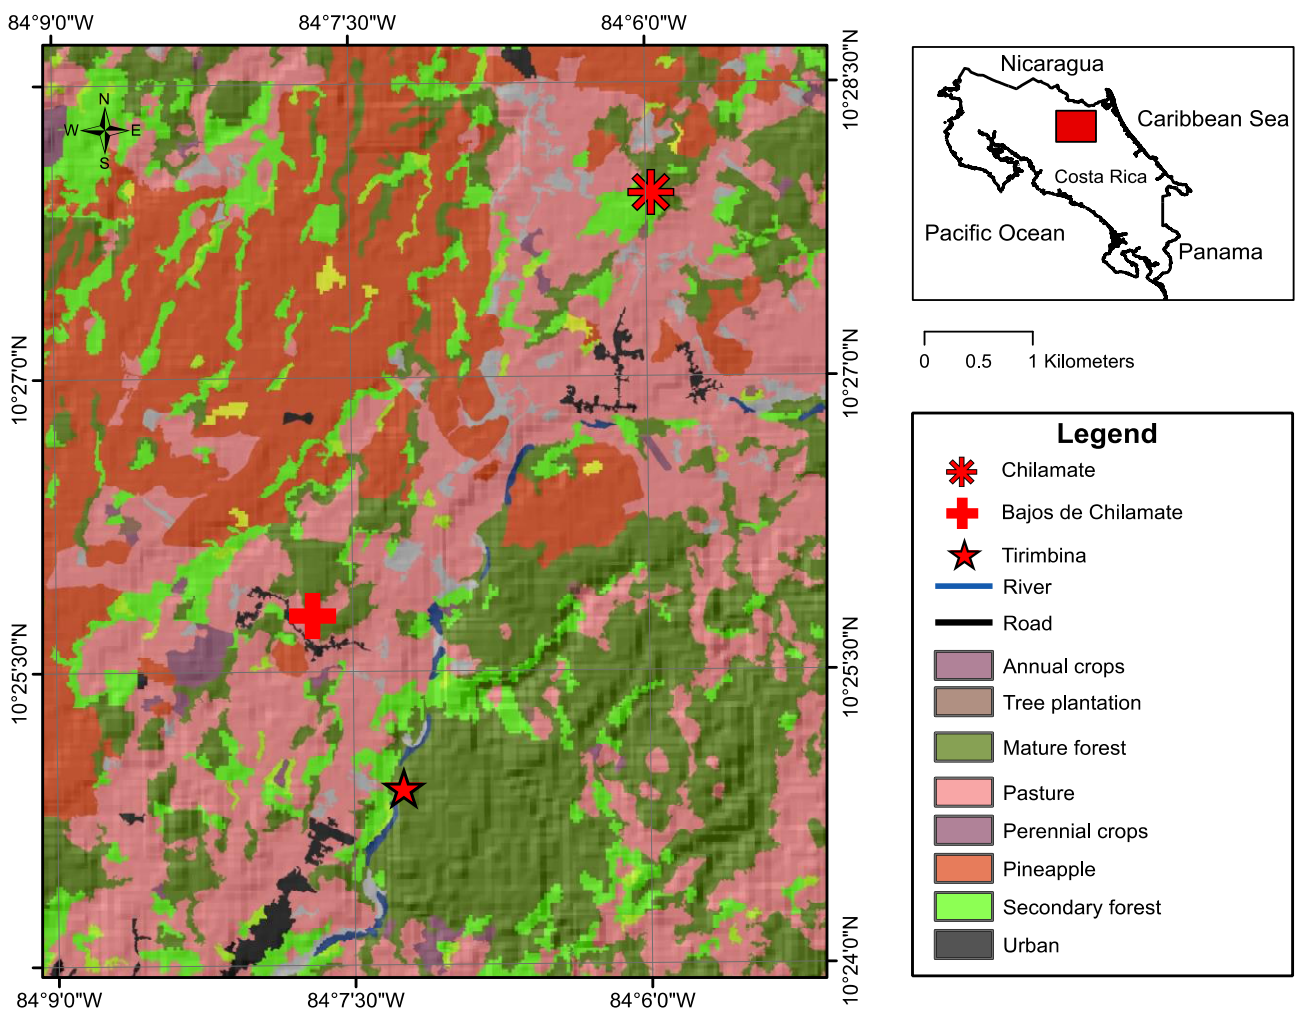 84°9'0"W
84°7'30"W
84°6'0"W
N
W
E
S
10°28'30"N
10°27'0"N
10°27'0"N
10°25'30"N
10°25'30"N
10°24'0"N
84°9'0"W
84°7'30"W
84°6'0"W
Nicaragua
Caribbean Sea
Costa Rica
Pacific Ocean
Panama
0 0.5 1 Kilometers
Legend
Chilamate
Bajos de Chilamate
Tirimbina
River
Road
Annual crops
Tree plantation
Mature forest
Pasture
Perennial crops
Pineapple
Secondary forest
Urban